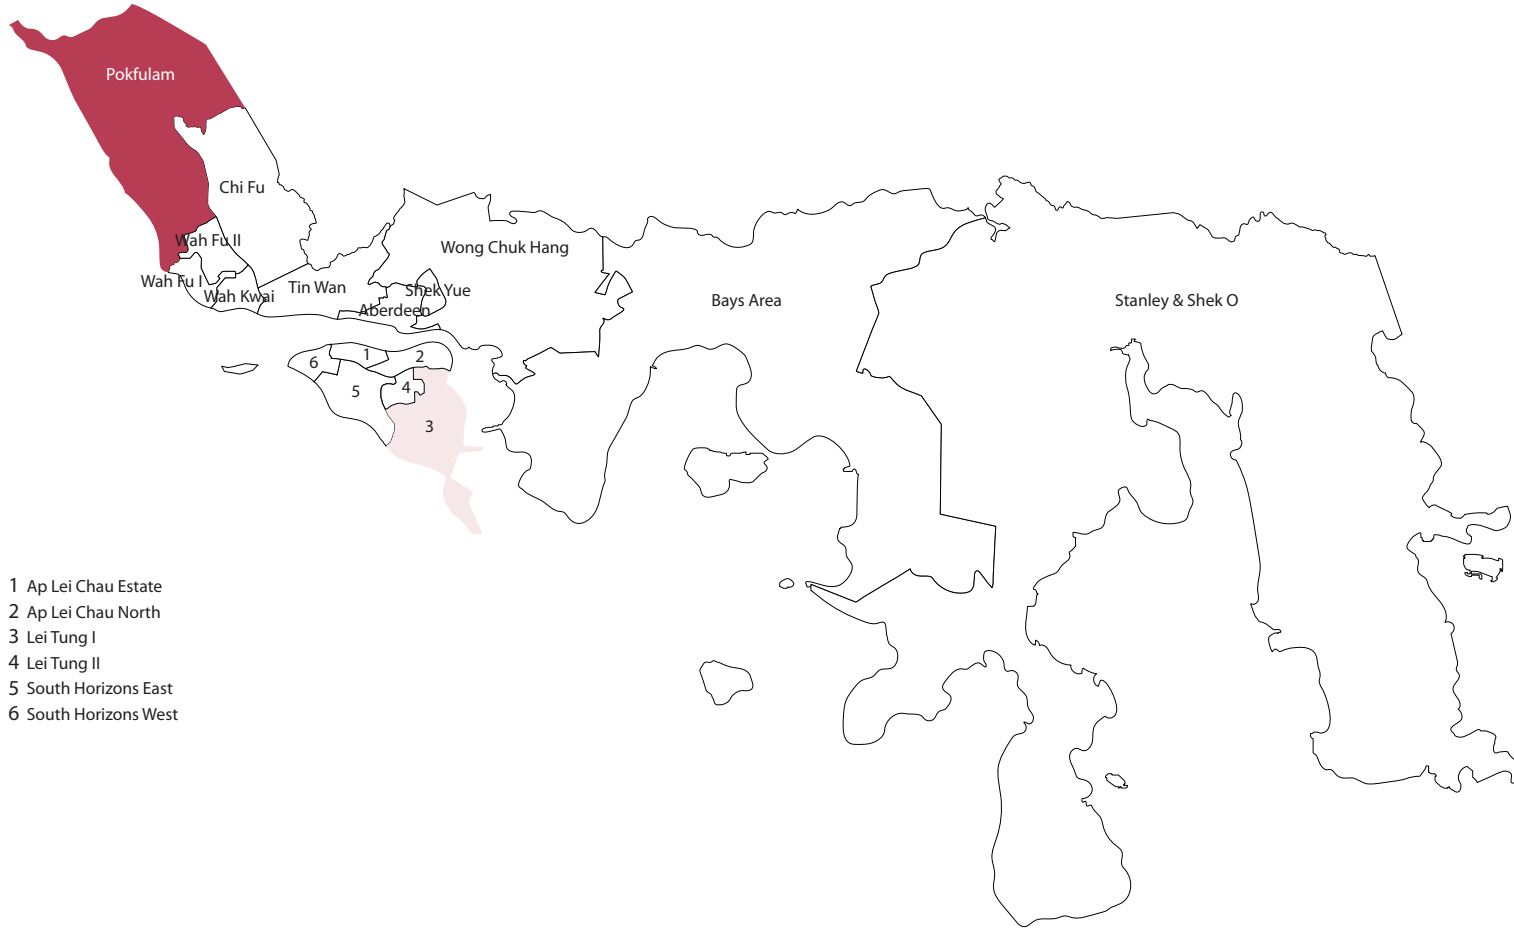 Pokfulam
Chi Fu
Wah Fu II
Wong Chuk Hang
Wah Fu I
Wah Kwai
Tin Wan
Shek Yue
Aberdeen
Bays Area
Stanley & Shek O
1
2
6
4
5
3
1 Ap Lei Chau Estate
2 Ap Lei Chau North
3 Lei Tung I
4 Lei Tung II
5 South Horizons East
6 South Horizons West